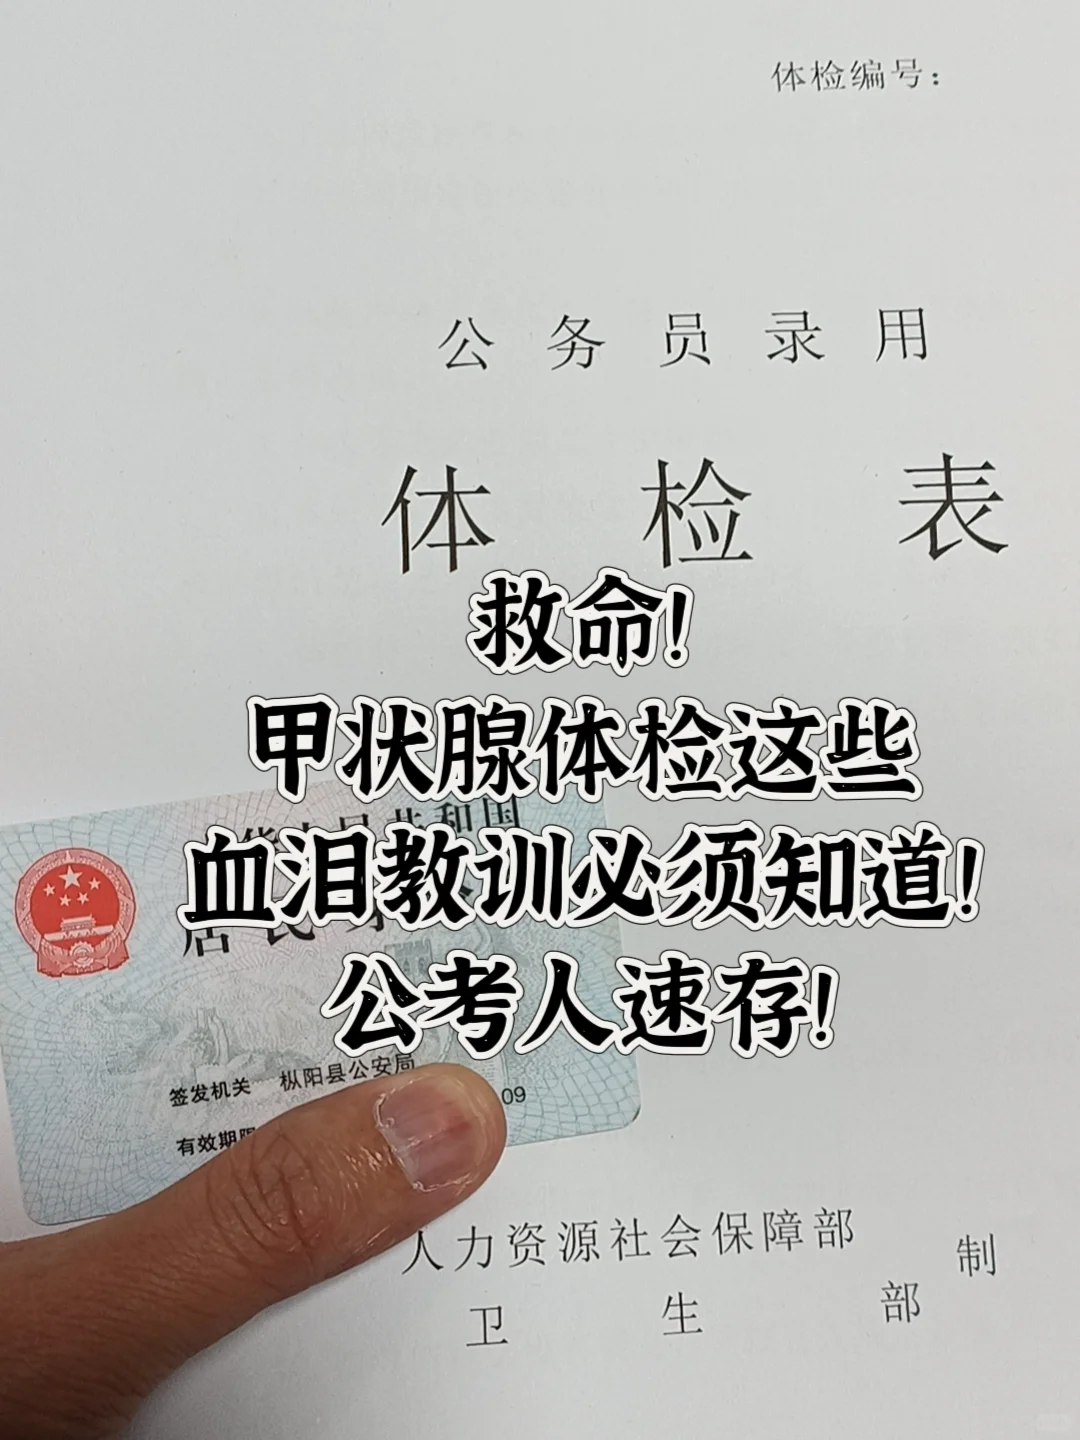 体检编号：
公务员录用
体检表
救命！
甲状腺体检这些
血泪教训必须知道！
公考人速存！
签发机关 枞阳县公安局
有效期限 09
人力资源社会保障部
卫生部
制